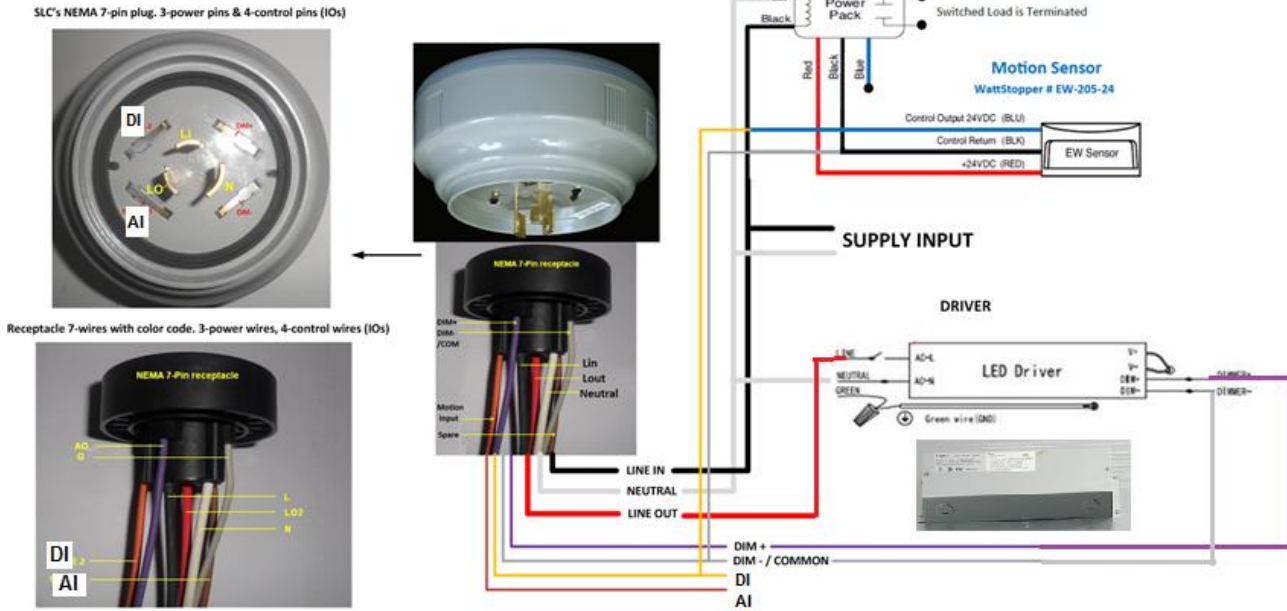 SLC's NEMA 7-pin plug. 3-power pins & 4-control pins (IOs)
DI
LI
DIM+
LO
N
AI
DIM-
Receptacle 7-wires with color code. 3-power wires, 4-control wires (IOs)
NEMA 7-Pin receptacle
AO
G
L
LO2
N
DI
AI
NEMA 7-Pin receptacle
DIM+
DIM-
/COM
Lin
Lout
Neutral
Motion
Input
Spare
LINE IN
NEUTRAL
LINE OUT
DIM +
DIM - / COMMON
DI
AI
Power
Pack
Black
Switched Load is Terminated
Red
Black
Blue
Motion Sensor
WattStopper # EW-205-24
Control Output 24VDC (BLU)
Control Return (BLK)
+24VDC (RED)
EW Sensor
SUPPLY INPUT
DRIVER
LINE
NEUTRAL
GREEN
AC-L
AC-N
LED Driver
V+
V-
DIM+
DIM-
DIMMER+
DIMMER-
Green wire(GND)